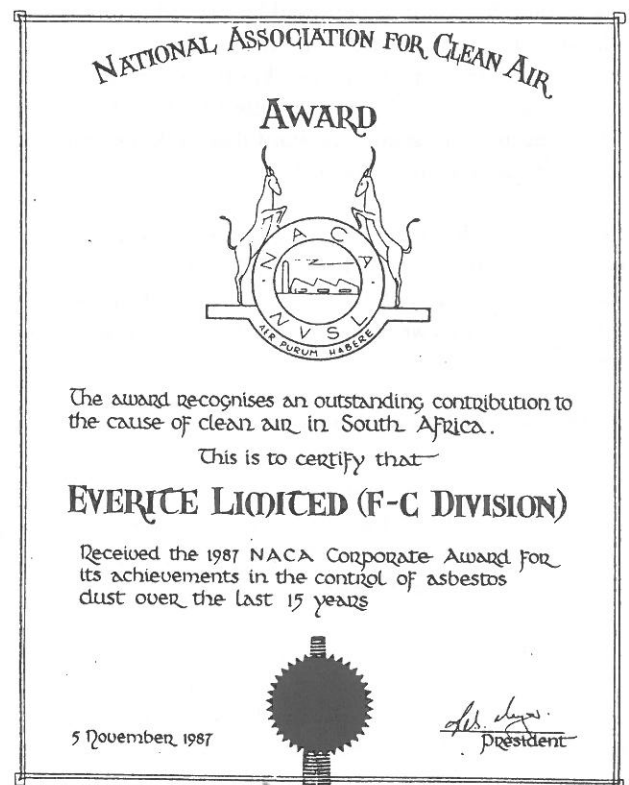 NATIONAL ASSOCIATION FOR CLEAN AIR
AWARD
N A C A
NVSL
AER PURUM HABERE
The award recognises an outstanding contribution to
the cause of clean air in South Africa.
This is to certify that
EVERITE LIMITED (F-C DIVISION)
Received the 1987 NACA Corporate Award for
its achievements in the control of asbestos
dust over the last 15 years
5 November 1987
President